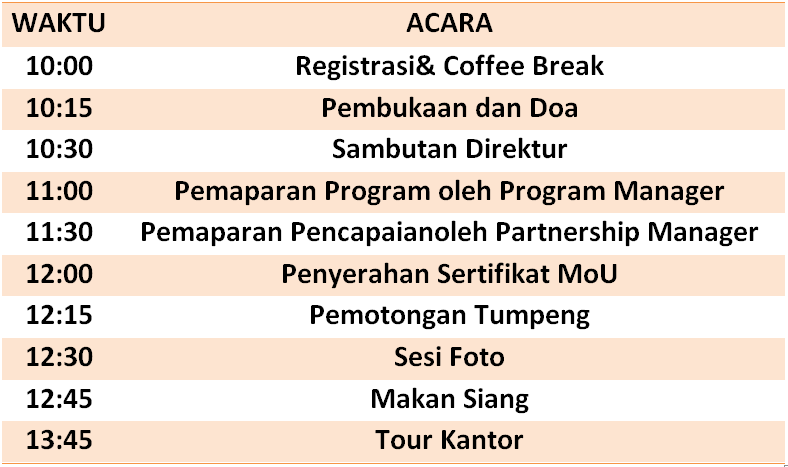 WAKTU ACARA
10:00 Registrasi& Coffee Break
10:15 Pembukaan dan Doa
10:30 Sambutan Direktur
11:00 Pemaparan Program oleh Program Manager
11:30 Pemaparan Pencapaianoleh Partnership Manager
12:00 Penyerahan Sertifikat MoU
12:15 Pemotongan Tumpeng
12:30 Sesi Foto
12:45 Makan Siang
13:45 Tour Kantor